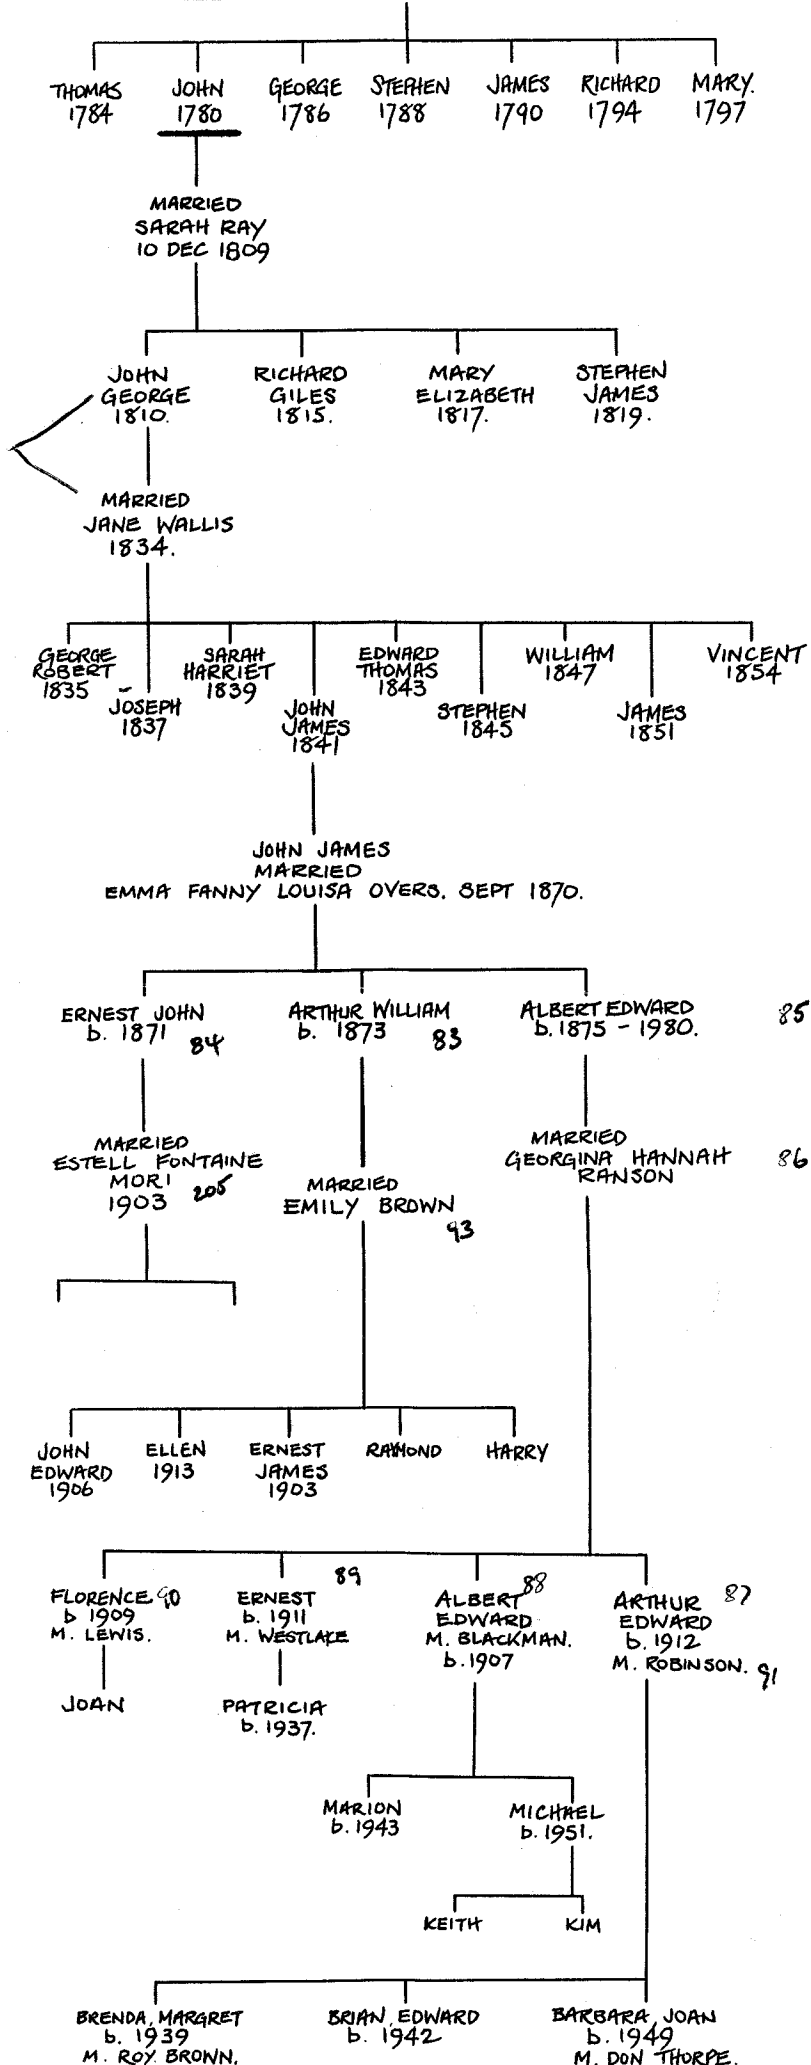 THOMAS JOHN GEORGE STEPHEN JAMES RICHARD MARY.
1784 1780 1786 1788 1790 1794 1797
MARRIED
SARAH RAY
10 DEC 1809
JOHN RICHARD MARY STEPHEN
GEORGE GILES ELIZABETH JAMES
1810. 1815. 1817. 1819.
MARRIED
JANE WALLIS
1834.
GEORGE SARAH EDWARD WILLIAM VINCENT
ROBERT HARRIET THOMAS 1847 1854
1835 1839 1843
JOSEPH JOHN STEPHEN JAMES
1837 JAMES 1845 1851
1841
JOHN JAMES
MARRIED
EMMA FANNY LOUISA OVERS. SEPT 1870.
ERNEST JOHN ARTHUR WILLIAM ALBERT EDWARD 85
b. 1871 84 b. 1873 83 b. 1875 - 1980.
MARRIED MARRIED
ESTELL FONTAINE GEORGINA HANNAH 86
MORI RANSON
1903 205
MARRIED
EMILY BROWN
93
JOHN ELLEN ERNEST RAYMOND HARRY
EDWARD 1913 JAMES
1906 1903
FLORENCE 90 ERNEST 89 ALBERT 88 ARTHUR 87
b 1909 b. 1911 EDWARD EDWARD
M. LEWIS. M. WESTLAKE M. BLACKMAN. b. 1912
b. 1907 M. ROBINSON. 91
JOAN PATRICIA
b. 1937.
MARION MICHAEL
b. 1943 b. 1951.
KEITH KIM
BRENDA, MARGRET BRIAN, EDWARD BARBARA, JOAN
b. 1939 b. 1942 b. 1949
M. ROY. BROWN. M. DON THORPE.